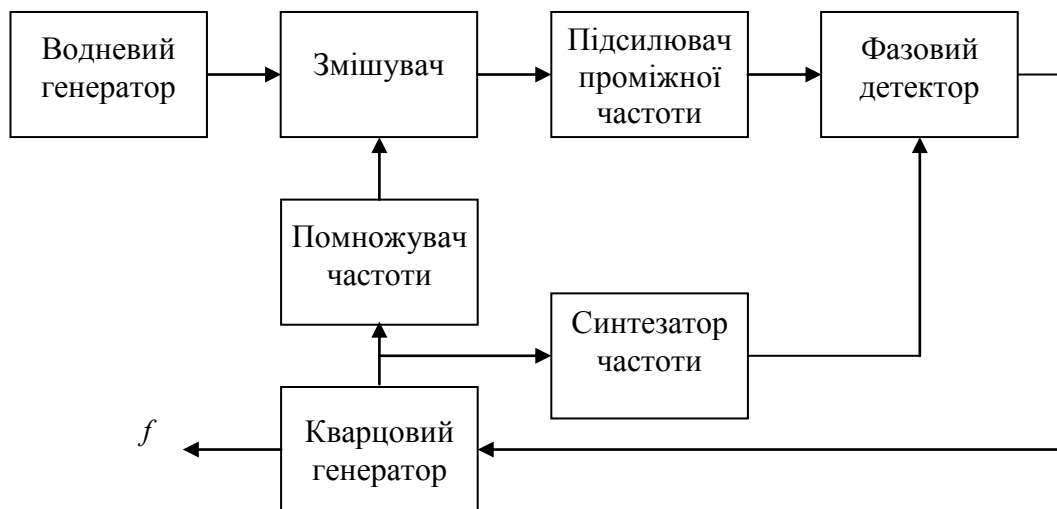 Водневий
генератор
Змішувач
Підсилювач
проміжної
частоти
Фазовий
детектор
Помножувач
частоти
Синтезатор
частоти
f
Кварцовий
генератор